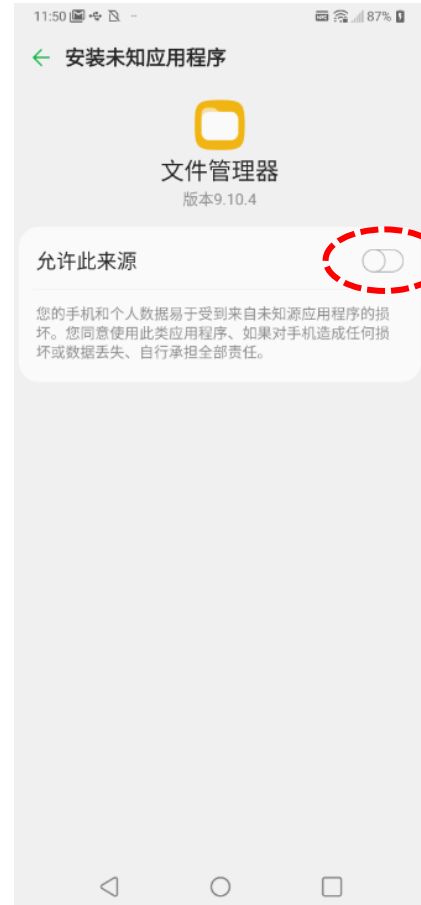 11:50
87%
安装未知应用程序
文件管理器
版本9.10.4
允许此来源
您的手机和个人数据易于受到来自未知源应用程序的损
坏。您同意使用此类应用程序、如果对手机造成任何损
坏或数据丢失、自行承担全部责任。